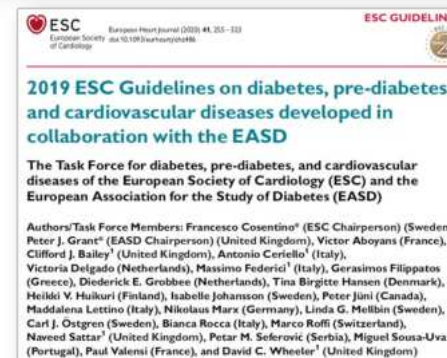 ESC GUIDELIN
ESC
European Society
of Cardiology
European Heart Journal (2020) 41, 255–323
2019 ESC Guidelines on diabetes, pre-diabetes
and cardiovascular diseases developed in
collaboration with the EASD
The Task Force for diabetes, pre-diabetes, and cardiovascular
diseases of the European Society of Cardiology (ESC) and the
European Association for the Study of Diabetes (EASD)
Authors/Task Force Members: Francesco Cosentino* (ESC Chairperson) (Sweden
Peter J. Grant* (EASD Chairperson) (United Kingdom), Victor Aboyans (France),
Clifford J. Bailey¹ (United Kingdom), Antonio Ceriello¹ (Italy),
Victoria Delgado (Netherlands), Massimo Federici¹ (Italy), Gerasimos Filippatos
(Greece), Diederick E. Grobbee (Netherlands), Tina Birgitte Hansen (Denmark),
Heikki V. Huikuri (Finland), Isabelle Johansson (Sweden), Peter Jüni (Canada),
Maddalena Lettino (Italy), Nikolaus Marx (Germany), Linda G. Mellbin (Sweden),
Carl J. Östgren (Sweden), Bianca Rocca (Italy), Marco Roffi (Switzerland),
Naveed Sattar¹ (United Kingdom), Petar M. Seferović (Serbia), Miguel Sousa-Uva
(Portugal), Paul Valensi (France), and David C. Wheeler¹ (United Kingdom)